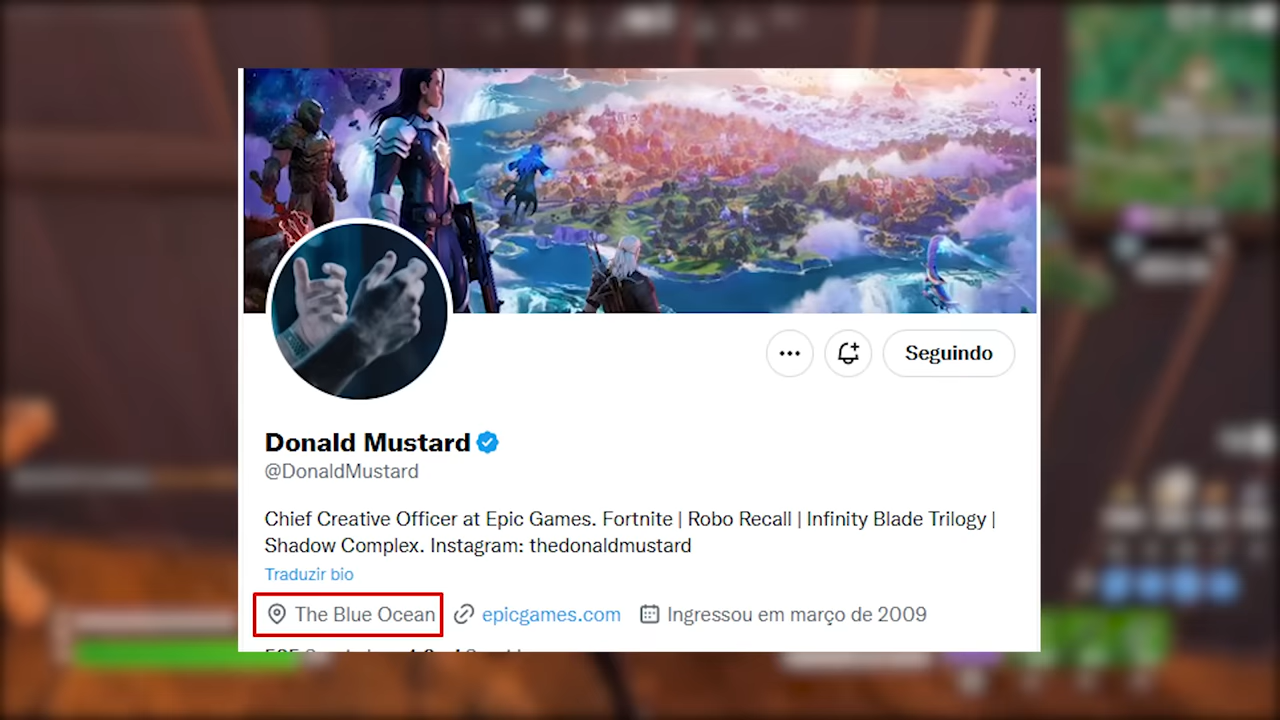 Seguindo
Donald Mustard
@DonaldMustard
Chief Creative Officer at Epic Games. Fortnite | Robo Recall | Infinity Blade Trilogy |
Shadow Complex. Instagram: thedonaldmustard
Traduzir bio
The Blue Ocean epicgames.com Ingressou em março de 2009